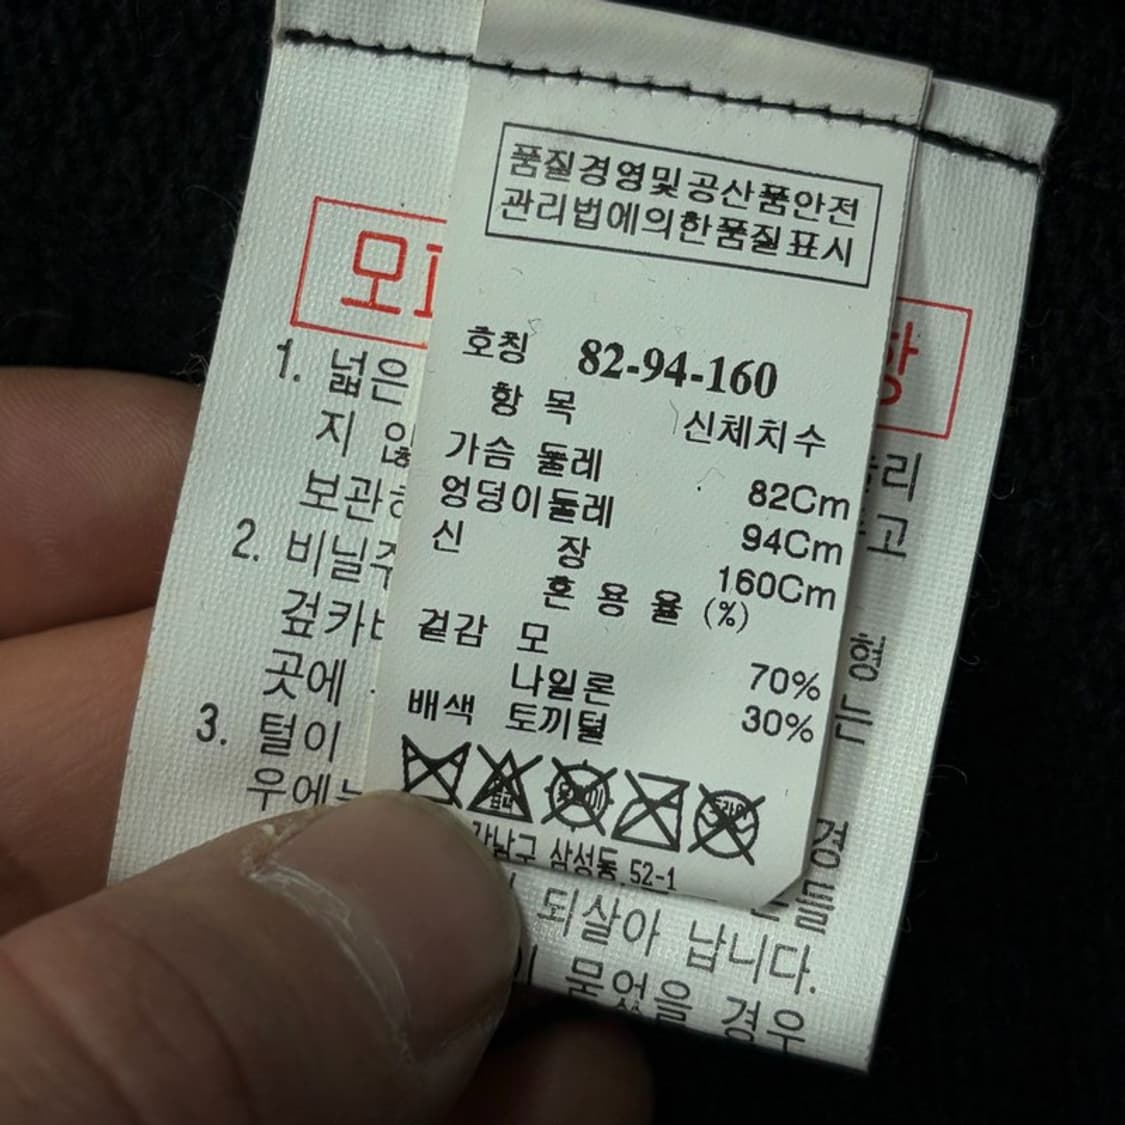 품질경영및공산품안전
관리법에의한품질표시
호칭 82-94-160
항 목 신체치수
가슴 둘레 82Cm
엉덩이둘레 94Cm
신 장 160Cm
혼 용 율 (%)
겉감 모 70%
나일론 30%
배색 토끼털
강남구 삼성동 52-1
모피
1. 넓은
지 않
보관
2. 비닐
겉카
곳에
3. 털이
우에는
되살아 납니다.
묻었을 경우